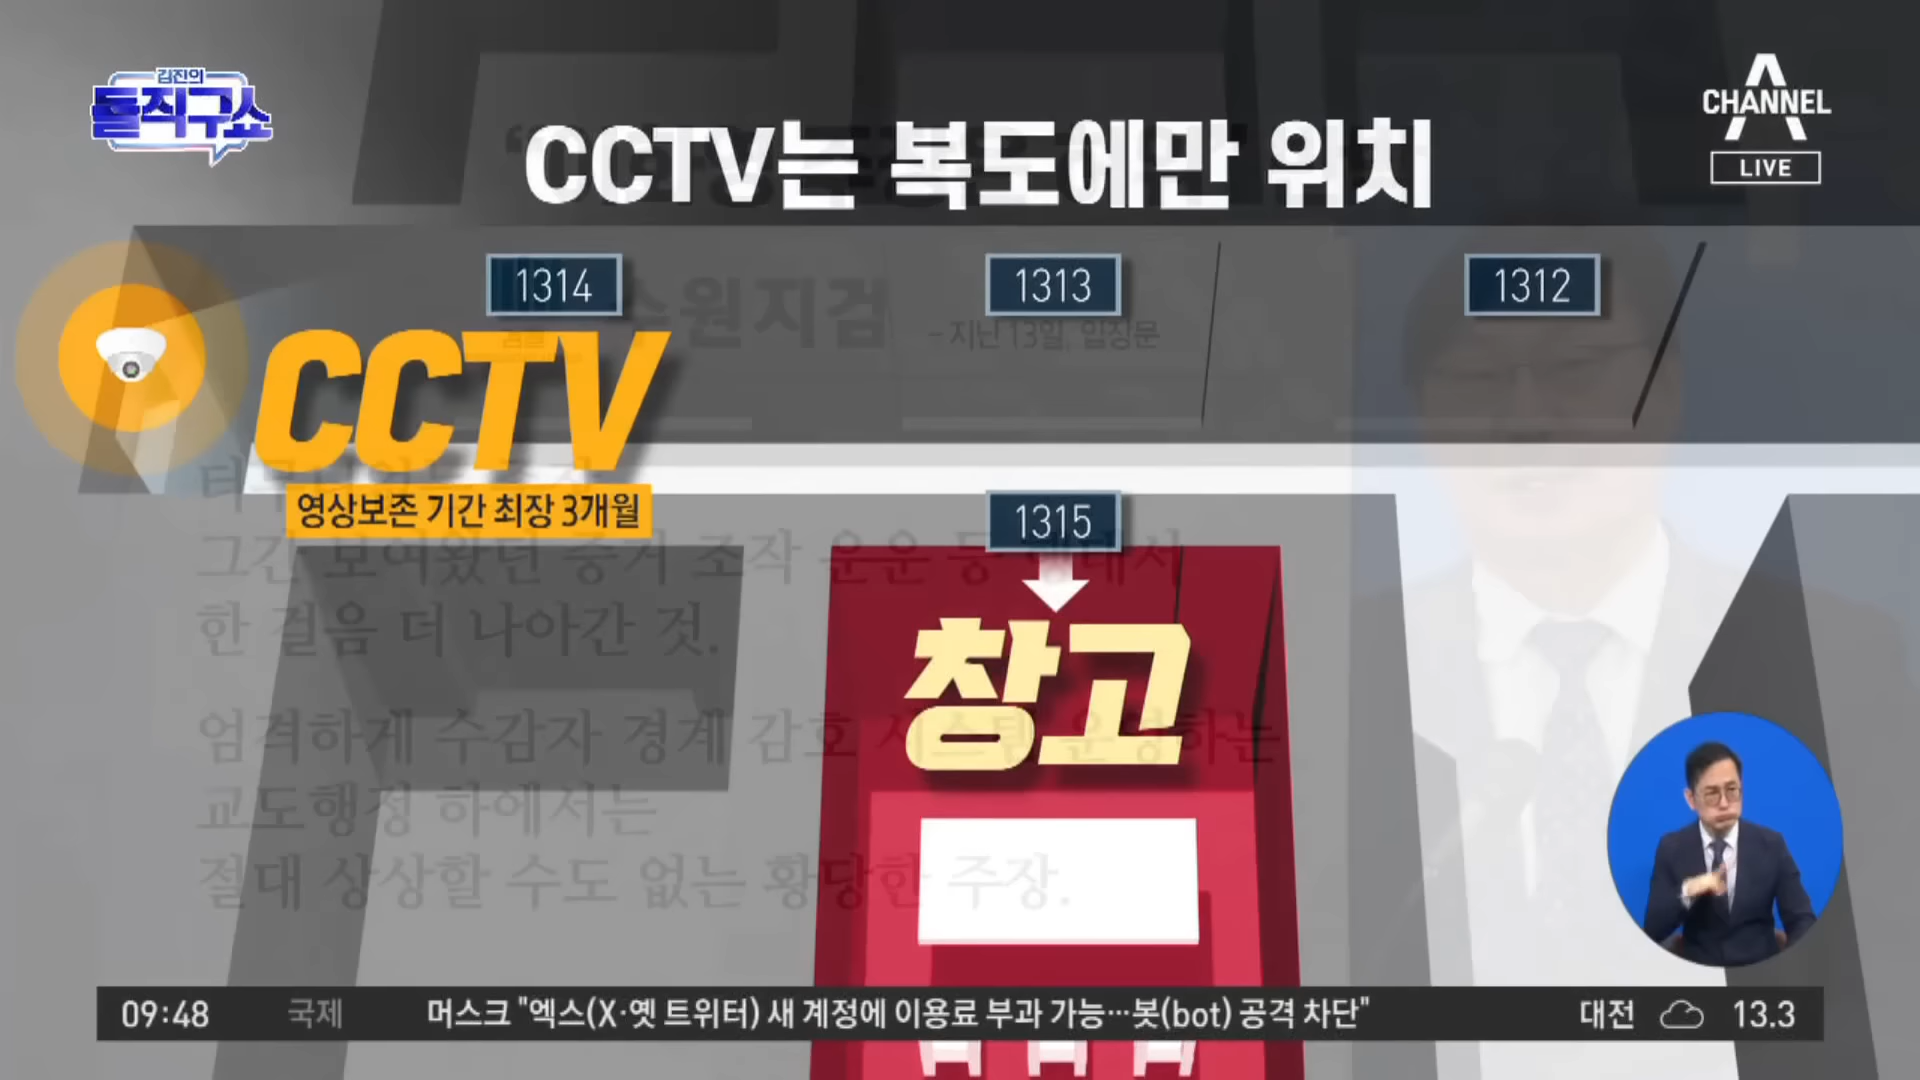 김진의
돌직구쇼
CHANNEL A
LIVE
CCTV는 복도에만 위치
1314
1313
1312
수원지검
- 지난 13일, 입장문
CCTV
영상보존 기간 최장 3개월
1315
창고
그간 보여왔던 증거 조작 운운 등 행태서
한 걸음 더 나아간 것.
엄격하게 수감자 경계 감호 시스템 운영하는
교도행정 하에서는
절대 상상할 수도 없는 황당한 주장.
09:48 국제 머스크 "엑스(X·옛 트위터) 새 계정에 이용료 부과 가능…봇(bot) 공격 차단" 대전 13.3